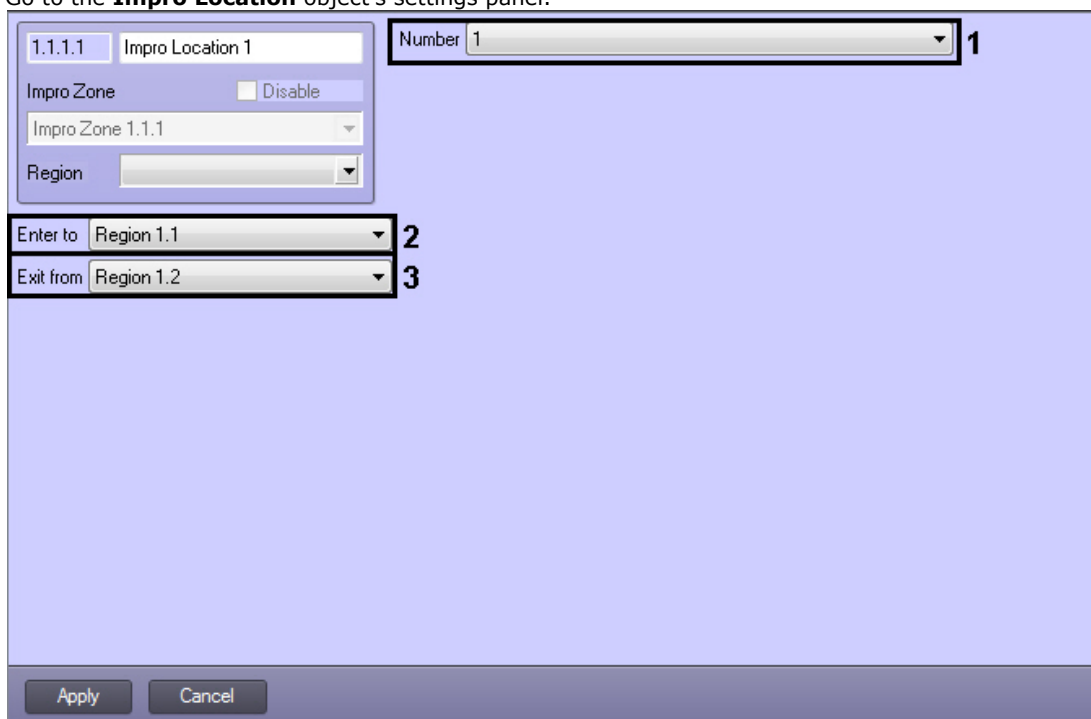 Go to the Impro Location object's settings panel.
1.1.1.1 Impro Location 1
Number 1
1
Impro Zone Disable
Impro Zone 1.1.1
Region
Enter to Region 1.1
2
Exit from Region 1.2
3
Apply Cancel